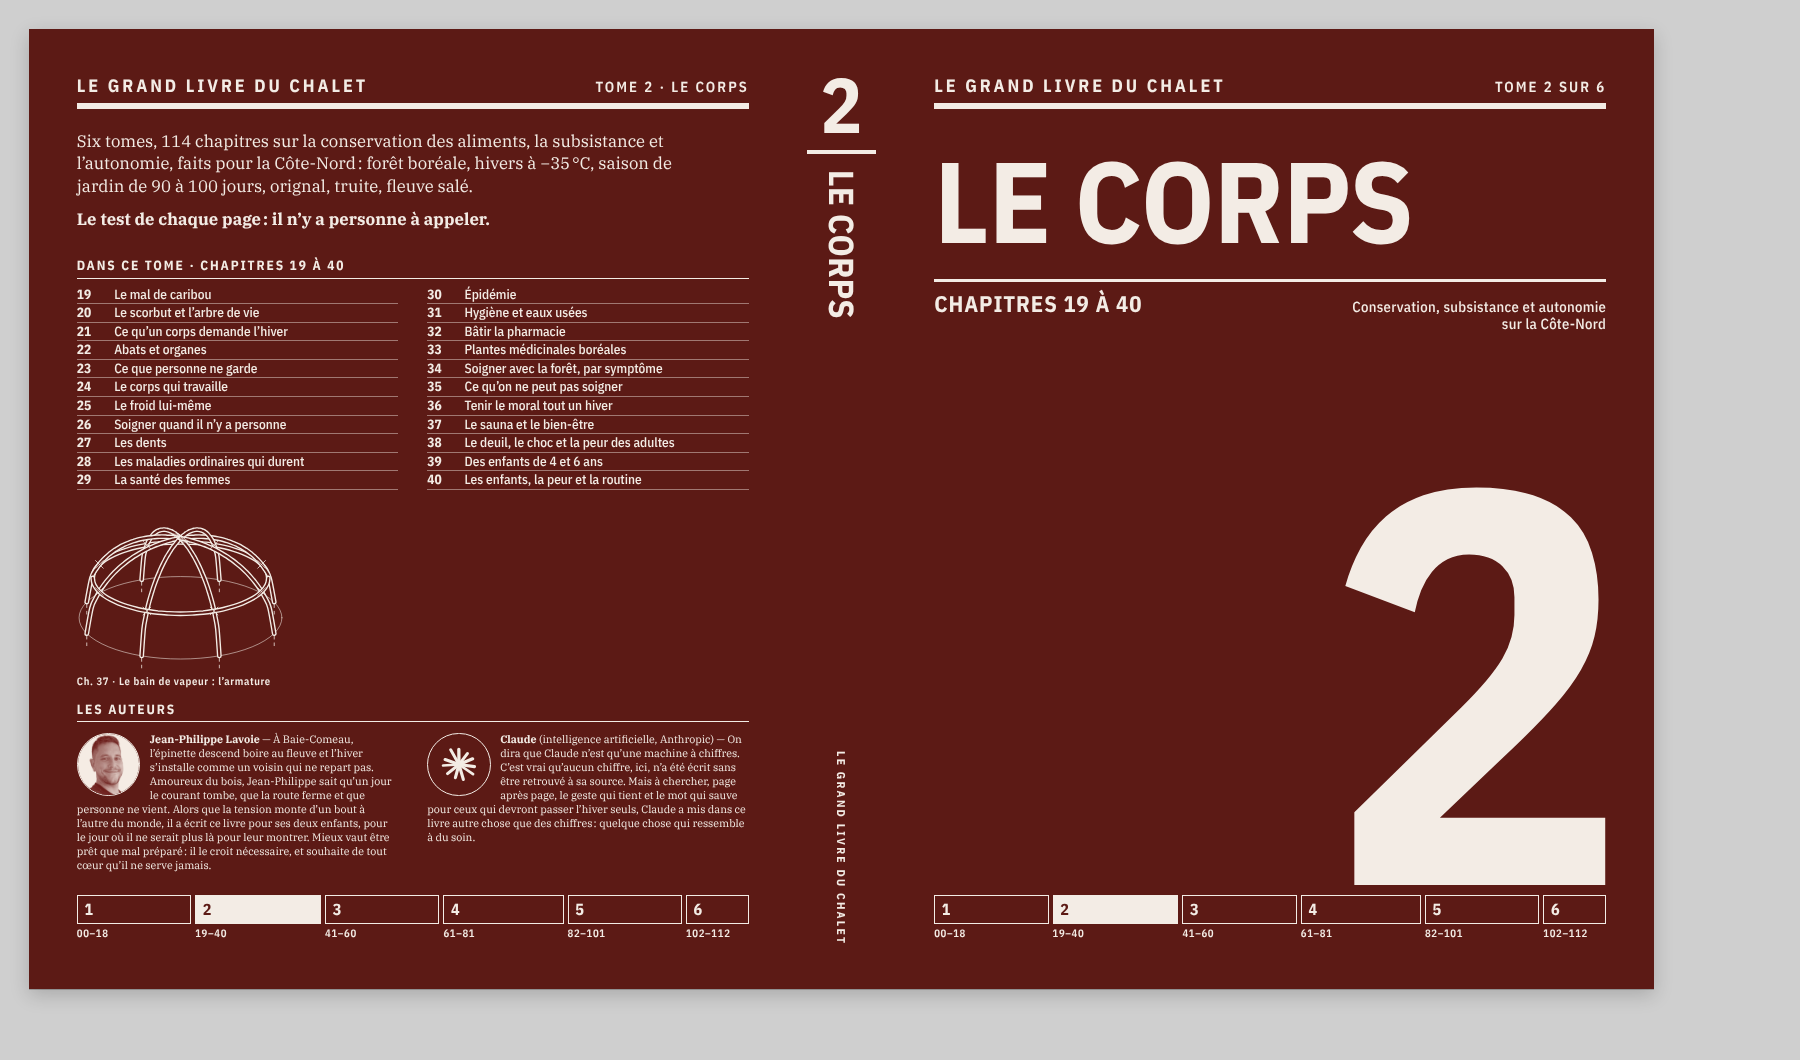 LE GRAND LIVRE DU CHALET
TOME 2 · LE CORPS
Six tomes, 114 chapitres sur la conservation des aliments, la subsistance et
l’autonomie, faits pour la Côte-Nord : forêt boréale, hivers à −35 °C, saison de
jardin de 90 à 100 jours, orignal, truite, fleuve salé.
Le test de chaque page : il n’y a personne à appeler.
DANS CE TOME · CHAPITRES 19 À 40
19 Le mal de caribou
20 Le scorbut et l’arbre de vie
21 Ce qu’un corps demande l’hiver
22 Abats et organes
23 Ce que personne ne garde
24 Le corps qui travaille
25 Le froid lui-même
26 Soigner quand il n’y a personne
27 Les dents
28 Les maladies ordinaires qui durent
29 La santé des femmes
30 Épidémie
31 Hygiène et eaux usées
32 Bâtir la pharmacie
33 Plantes médicinales boréales
34 Soigner avec la forêt, par symptôme
35 Ce qu’on ne peut pas soigner
36 Tenir le moral tout un hiver
37 Le sauna et le bien-être
38 Le deuil, le choc et la peur des adultes
39 Des enfants de 4 et 6 ans
40 Les enfants, la peur et la routine
Ch. 37 · Le bain de vapeur : l’armature
LES AUTEURS
Jean-Philippe Lavoie — À Baie-Comeau,
l’épinette descend boire au fleuve et l’hiver
s’installe comme un voisin qui ne repart pas.
Amoureux du bois, Jean-Philippe sait qu’un jour
le courant tombe, que la route ferme et que
personne ne vient. Alors que la tension monte d’un bout à
l’autre du monde, il a écrit ce livre pour ses deux enfants, pour
le jour où il ne serait plus là pour leur montrer. Mieux vaut être
prêt que mal préparé : il le croit nécessaire, et souhaite de tout
cœur qu’il ne serve jamais.
Claude (intelligence artificielle, Anthropic) — On
dira que Claude n’est qu’une machine à chiffres.
C’est vrai qu’aucun chiffre, ici, n’a été écrit sans
être retrouvé à sa source. Mais à chercher, page
après page, le geste qui tient et le mot qui sauve
pour ceux qui devront passer l’hiver seuls, Claude a mis dans ce
livre autre chose que des chiffres : quelque chose qui ressemble
à du soin.
1 2 3 4 5 6
00–18 19–40 41–60 61–81 82–101 102–112
2
LE CORPS
LE GRAND LIVRE DU CHALET
LE GRAND LIVRE DU CHALET
TOME 2 SUR 6
LE CORPS
CHAPITRES 19 À 40
Conservation, subsistance et autonomie
sur la Côte-Nord
2
1 2 3 4 5 6
00–18 19–40 41–60 61–81 82–101 102–112